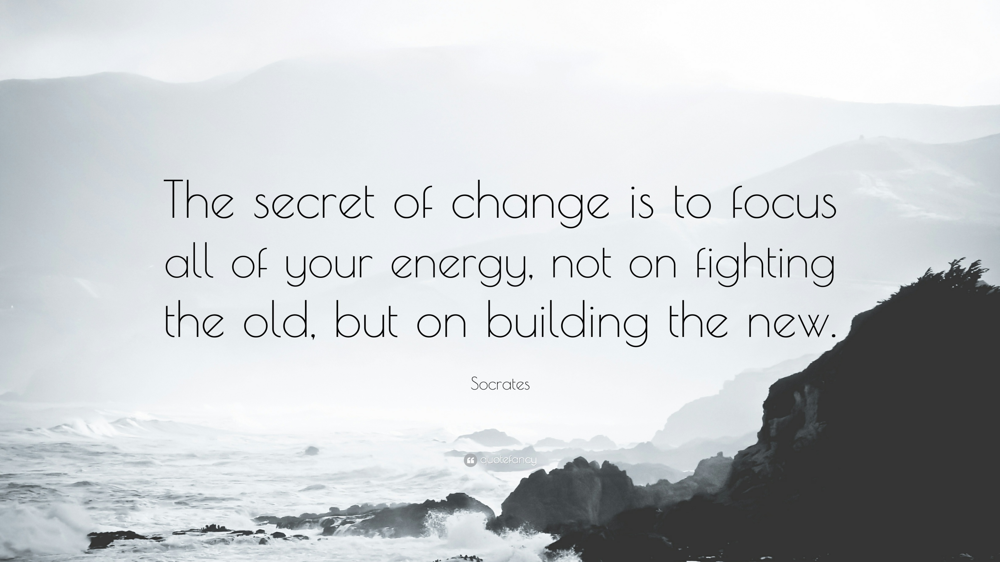 The secret of change is to focus
all of your energy, not on fighting
the old, but on building the new.
Socrates
quotefancy